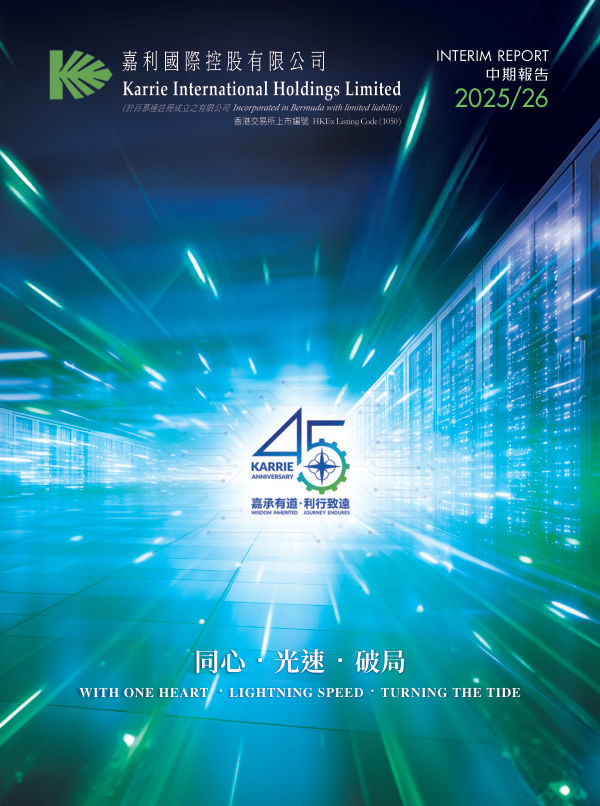 嘉利國際控股有限公司
Karrie International Holdings Limited
(於百慕達註冊成立之有限公司 Incorporated in Bermuda with limited liability)
香港交易所上市編號 HKEx Listing Code (1050)
INTERIM REPORT
中期報告
2025/26
45
KARRIE
ANNIVERSARY
嘉承有道·利行致遠
WISDOM INHERITED JOURNEY ENDURES
同心·光速·破局
WITH ONE HEART · LIGHTNING SPEED · TURNING THE TIDE